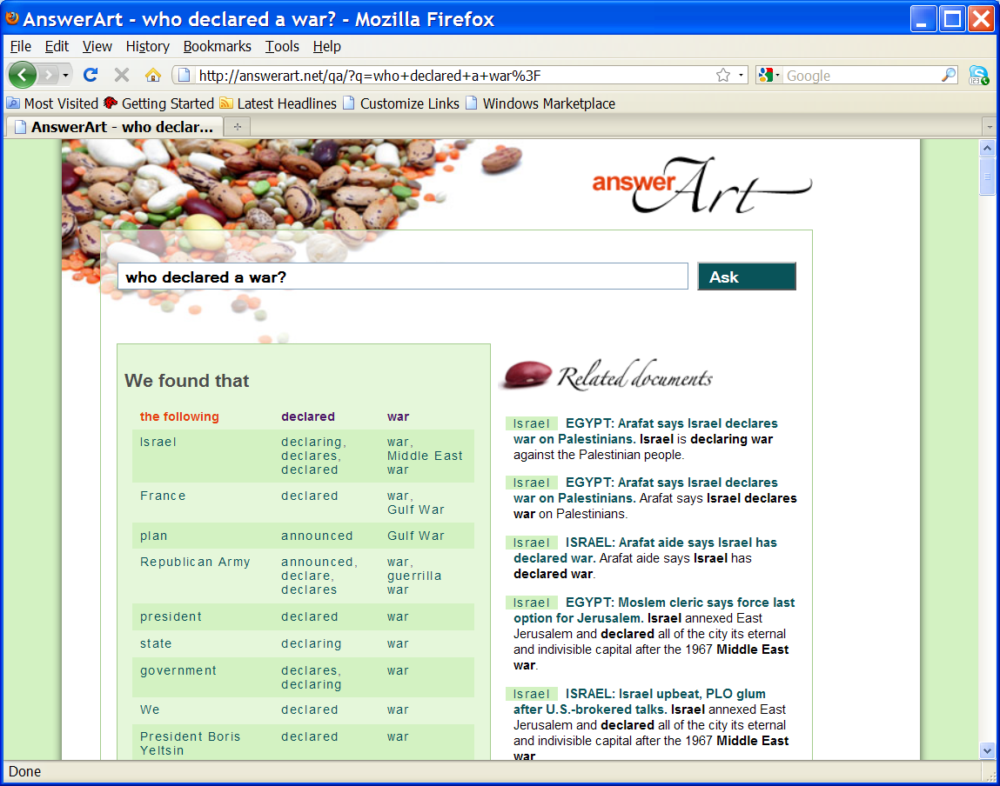 AnswerArt - who declared a war? - Mozilla Firefox
File Edit View History Bookmarks Tools Help
http://answerart.net/qa/?q=who+declared+a+war%3F
Google
Most Visited Getting Started Latest Headlines Customize Links Windows Marketplace
AnswerArt - who declar...
answerArt
who declared a war?
Ask
We found that
the following declared war
Israel declaring, declares, declared war, Middle East war
France declared war, Gulf War
plan announced Gulf War
Republican Army announced, declare, declares war, guerrilla war
president declared war
state declaring war
government declares, declaring war
We declared war
President Boris Yeltsin declared war
Related documents
Israel EGYPT: Arafat says Israel declares
war on Palestinians. Israel is declaring war
against the Palestinian people.
Israel EGYPT: Arafat says Israel declares
war on Palestinians. Arafat says Israel declares
war on Palestinians.
Israel ISRAEL: Arafat aide says Israel has
declared war. Arafat aide says Israel has
declared war.
Israel EGYPT: Moslem cleric says force last
option for Jerusalem. Israel annexed East
Jerusalem and declared all of the city its eternal
and indivisible capital after the 1967 Middle East
war.
Israel ISRAEL: Israel upbeat, PLO glum
after U.S.-brokered talks. Israel annexed East
Jerusalem and declared all of the city its eternal
and indivisible capital after the 1967 Middle East
war
Done